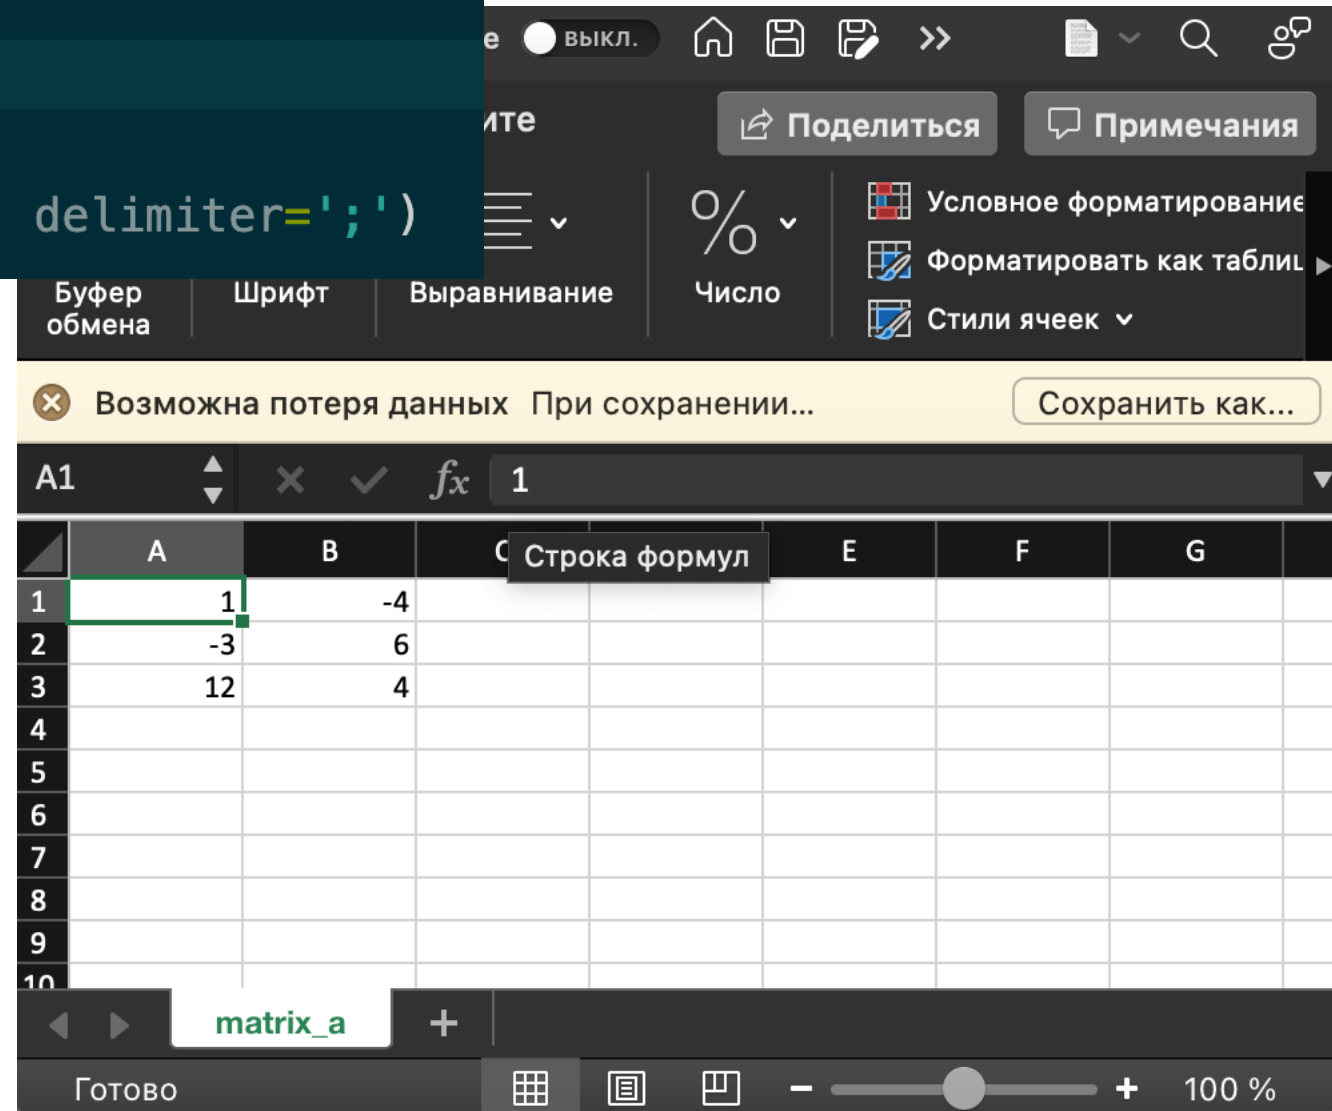 е ВЫКЛ.
ите Поделиться Примечания
delimiter=';')
Условное форматирование
Форматировать как таблиц
Стили ячеек
Буфер обмена Шрифт Выравнивание Число
Возможна потеря данных При сохранении... Сохранить как...
A1 fx 1
A B C E F G
Строка формул
1 1 -4
2 -3 6
3 12 4
4
5
6
7
8
9
10
matrix_a +
Готово 100 %